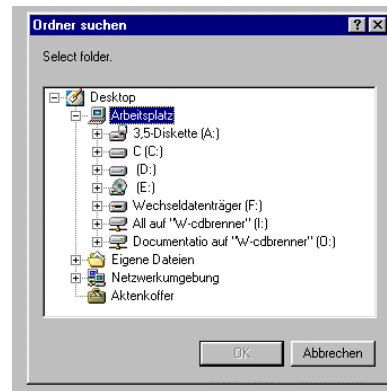 Ordner suchen
Select folder.
Desktop
Arbeitsplatz
3,5-Diskette (A:)
C (C:)
(D:)
(E:)
Wechseldatenträger (F:)
All auf "W-cdbrenner" (I:)
Documentatio auf "W-cdbrenner" (O:)
Eigene Dateien
Netzwerkumgebung
Aktenkoffer
OK
Abbrechen